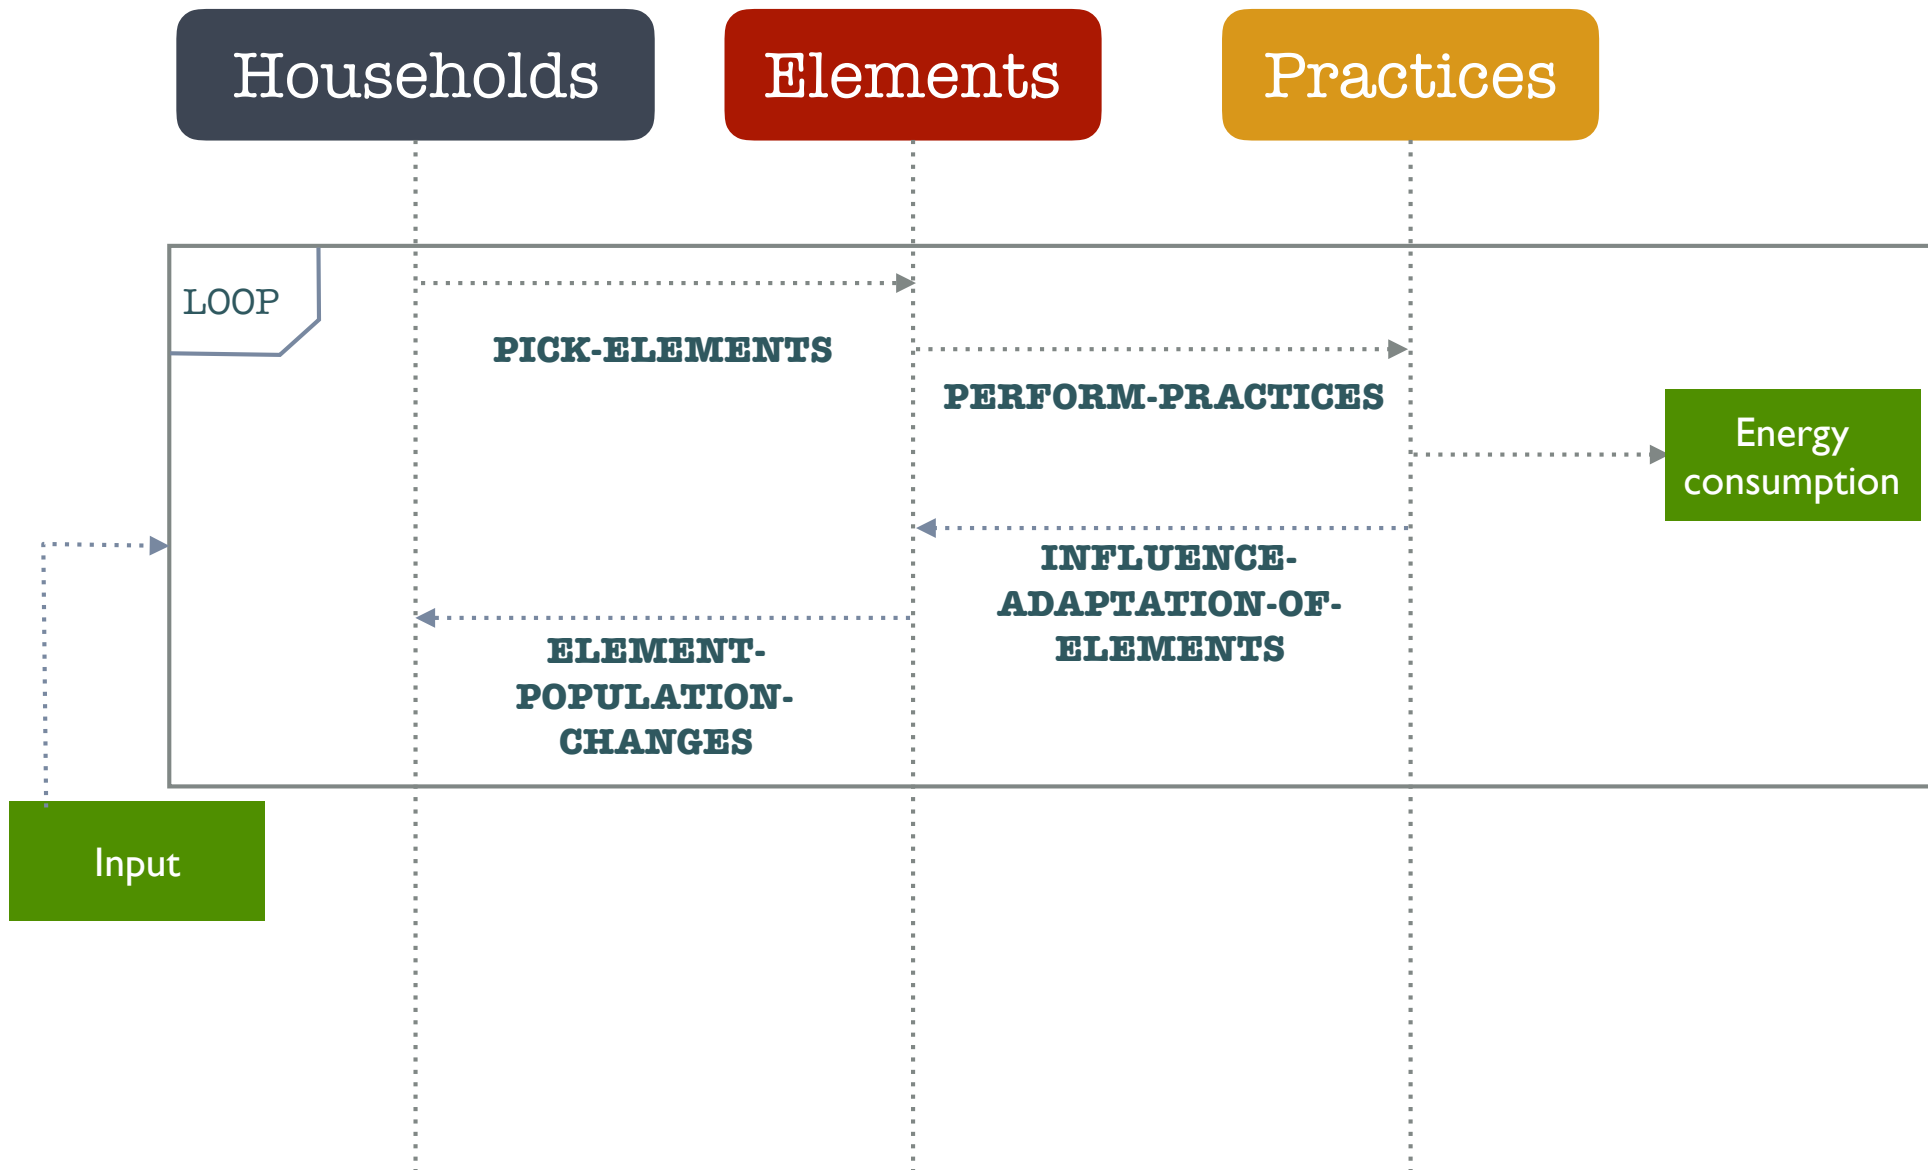 Households
Elements
Practices
LOOP
PICK-ELEMENTS
PERFORM-PRACTICES
Energy
consumption
INFLUENCE-
ADAPTATION-OF-
ELEMENTS
ELEMENT-
POPULATION-
CHANGES
Input